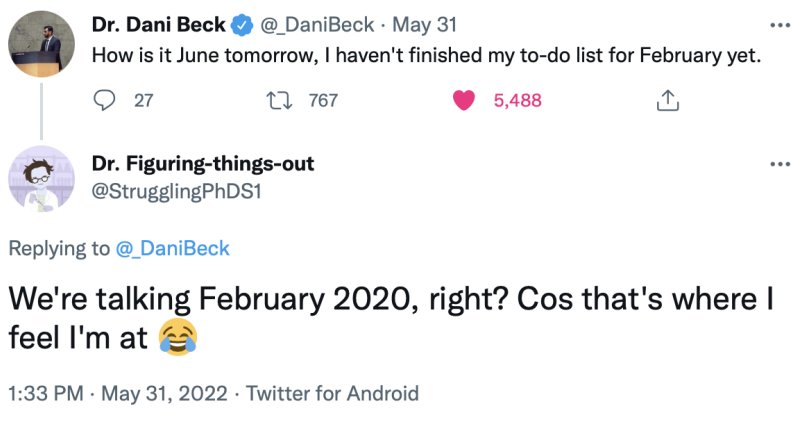 Dr. Dani Beck @_DaniBeck · May 31
How is it June tomorrow, I haven't finished my to-do list for February yet.
27 767 5,488
Dr. Figuring-things-out
@StrugglingPhDS1
Replying to @_DaniBeck
We're talking February 2020, right? Cos that's where I
feel I'm at 😂
1:33 PM · May 31, 2022 · Twitter for Android